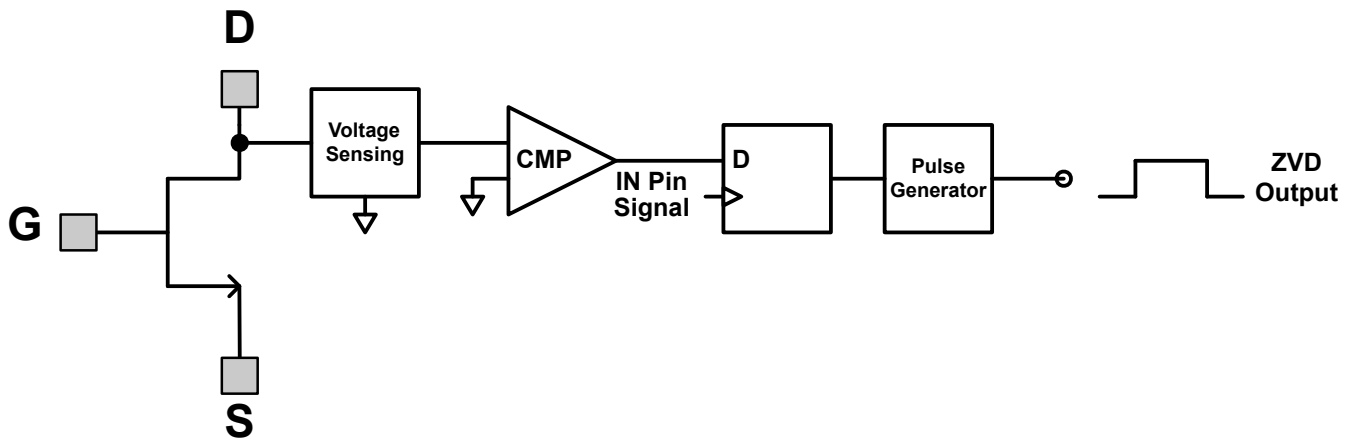 D
Voltage
Sensing
CMP
IN Pin
Signal
D
Pulse
Generator
ZVD
Output
G
S